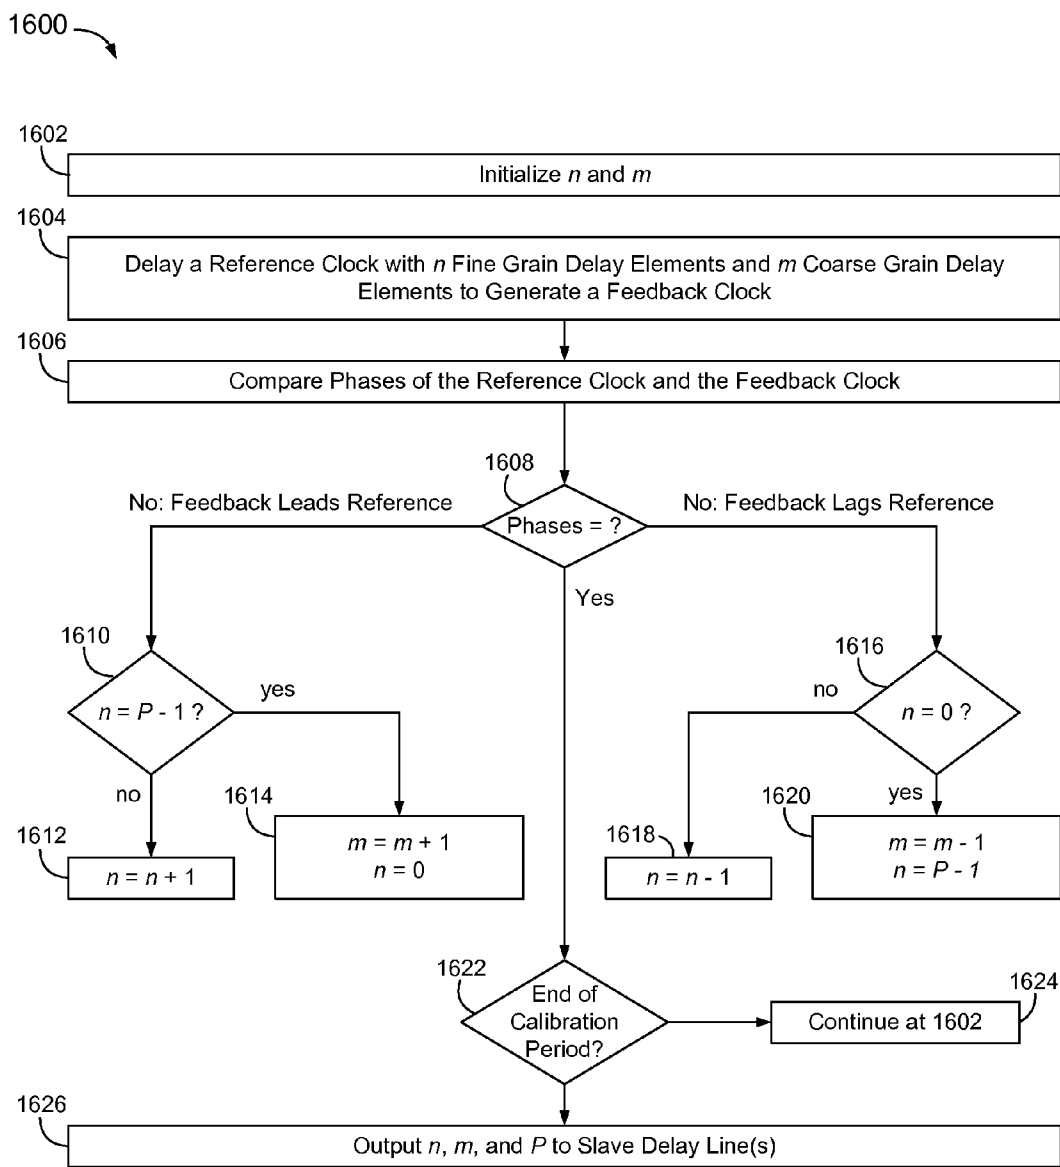 1600
1602
Initialize n and m
1604
Delay a Reference Clock with n Fine Grain Delay Elements and m Coarse Grain Delay
Elements to Generate a Feedback Clock
1606
Compare Phases of the Reference Clock and the Feedback Clock
1608
No: Feedback Leads Reference
No: Feedback Lags Reference
Phases = ?
Yes
1610
n = P - 1 ?
yes
no
1612
n = n + 1
1614
m = m + 1
n = 0
1616
n = 0 ?
no
yes
1618
n = n - 1
1620
m = m - 1
n = P - 1
1622
End of
Calibration
Period?
1624
Continue at 1602
1626
Output n, m, and P to Slave Delay Line(s)